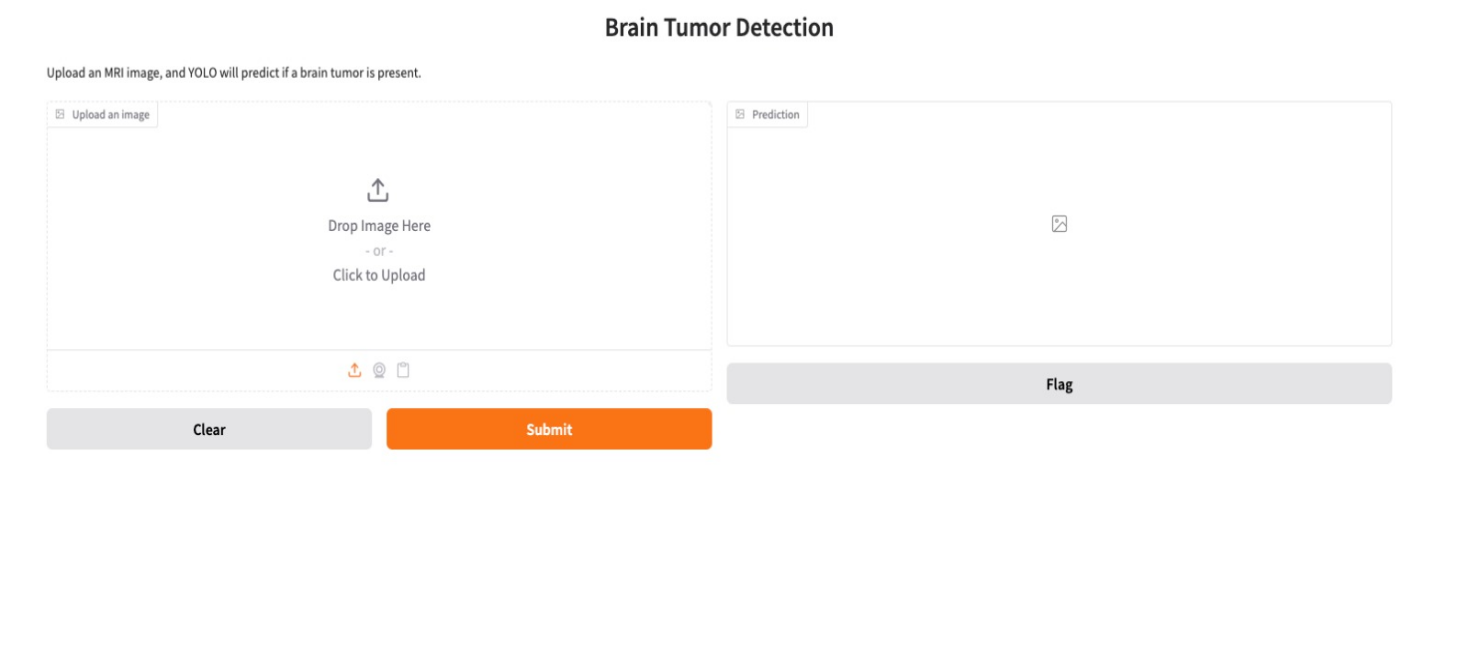 Brain Tumor Detection
Upload an MRI image, and YOLO will predict if a brain tumor is present.
Upload an image
Drop Image Here
- or -
Click to Upload
Clear
Submit
Prediction
Flag